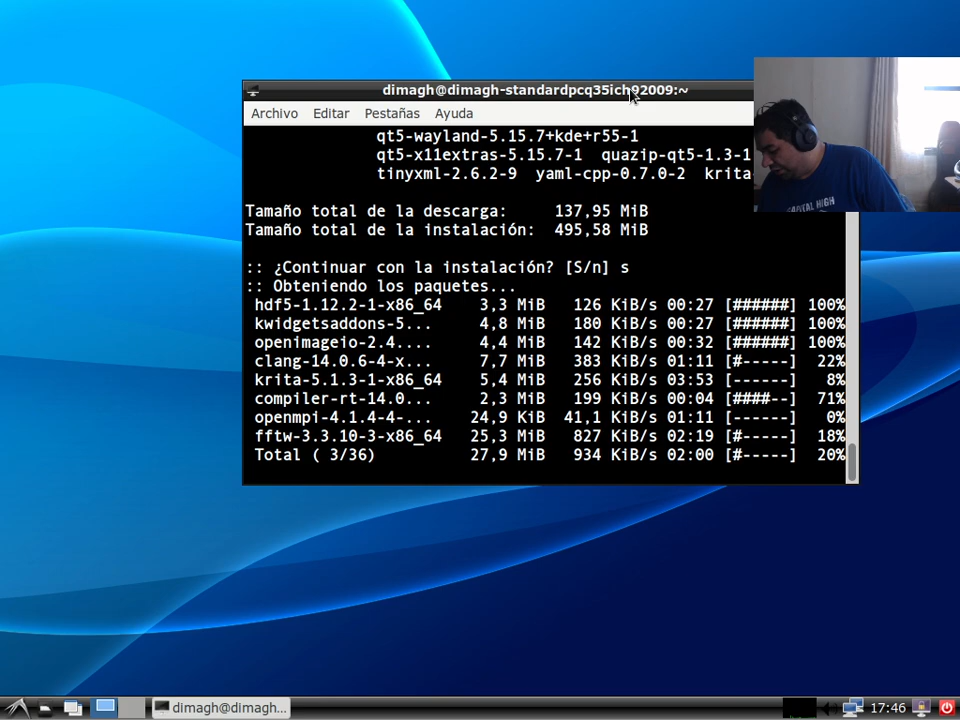 dimagh@dimagh-standardpcq35ich92009:~
Archivo Editar Pestañas Ayuda
qt5-wayland-5.15.7+kde+r55-1
qt5-x11extras-5.15.7-1 quazip-qt5-1.3-1
tinyxml-2.6.2-9 yaml-cpp-0.7.0-2 krita-
Tamaño total de la descarga: 137,95 MiB
Tamaño total de la instalación: 495,58 MiB
:: ¿Continuar con la instalación? [S/n] s
:: Obteniendo los paquetes...
hdf5-1.12.2-1-x86_64 3,3 MiB 126 KiB/s 00:27 [######] 100%
kwidgetsaddons-5... 4,8 MiB 180 KiB/s 00:27 [######] 100%
openimageio-2.4.... 4,4 MiB 142 KiB/s 00:32 [######] 100%
clang-14.0.6-4-x... 7,7 MiB 383 KiB/s 01:11 [#-----] 22%
krita-5.1.3-1-x86_64 5,4 MiB 256 KiB/s 03:53 [------] 8%
compiler-rt-14.0... 2,3 MiB 199 KiB/s 00:04 [####--] 71%
openmpi-4.1.4-4-... 24,9 KiB 41,1 KiB/s 01:11 [------] 0%
fftw-3.3.10-3-x86_64 25,3 MiB 827 KiB/s 02:19 [#-----] 18%
Total ( 3/36) 27,9 MiB 934 KiB/s 02:00 [#-----] 20%
CAPITAL HIGH
dimagh@dimagh... 17:46